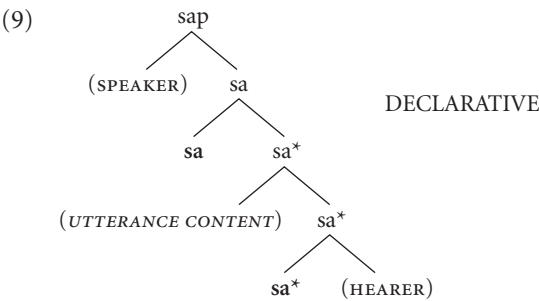 (9)
sap
(SPEAKER) sa
DECLARATIVE
sa sa*
(UTTERANCE CONTENT) sa*
sa* (HEARER)